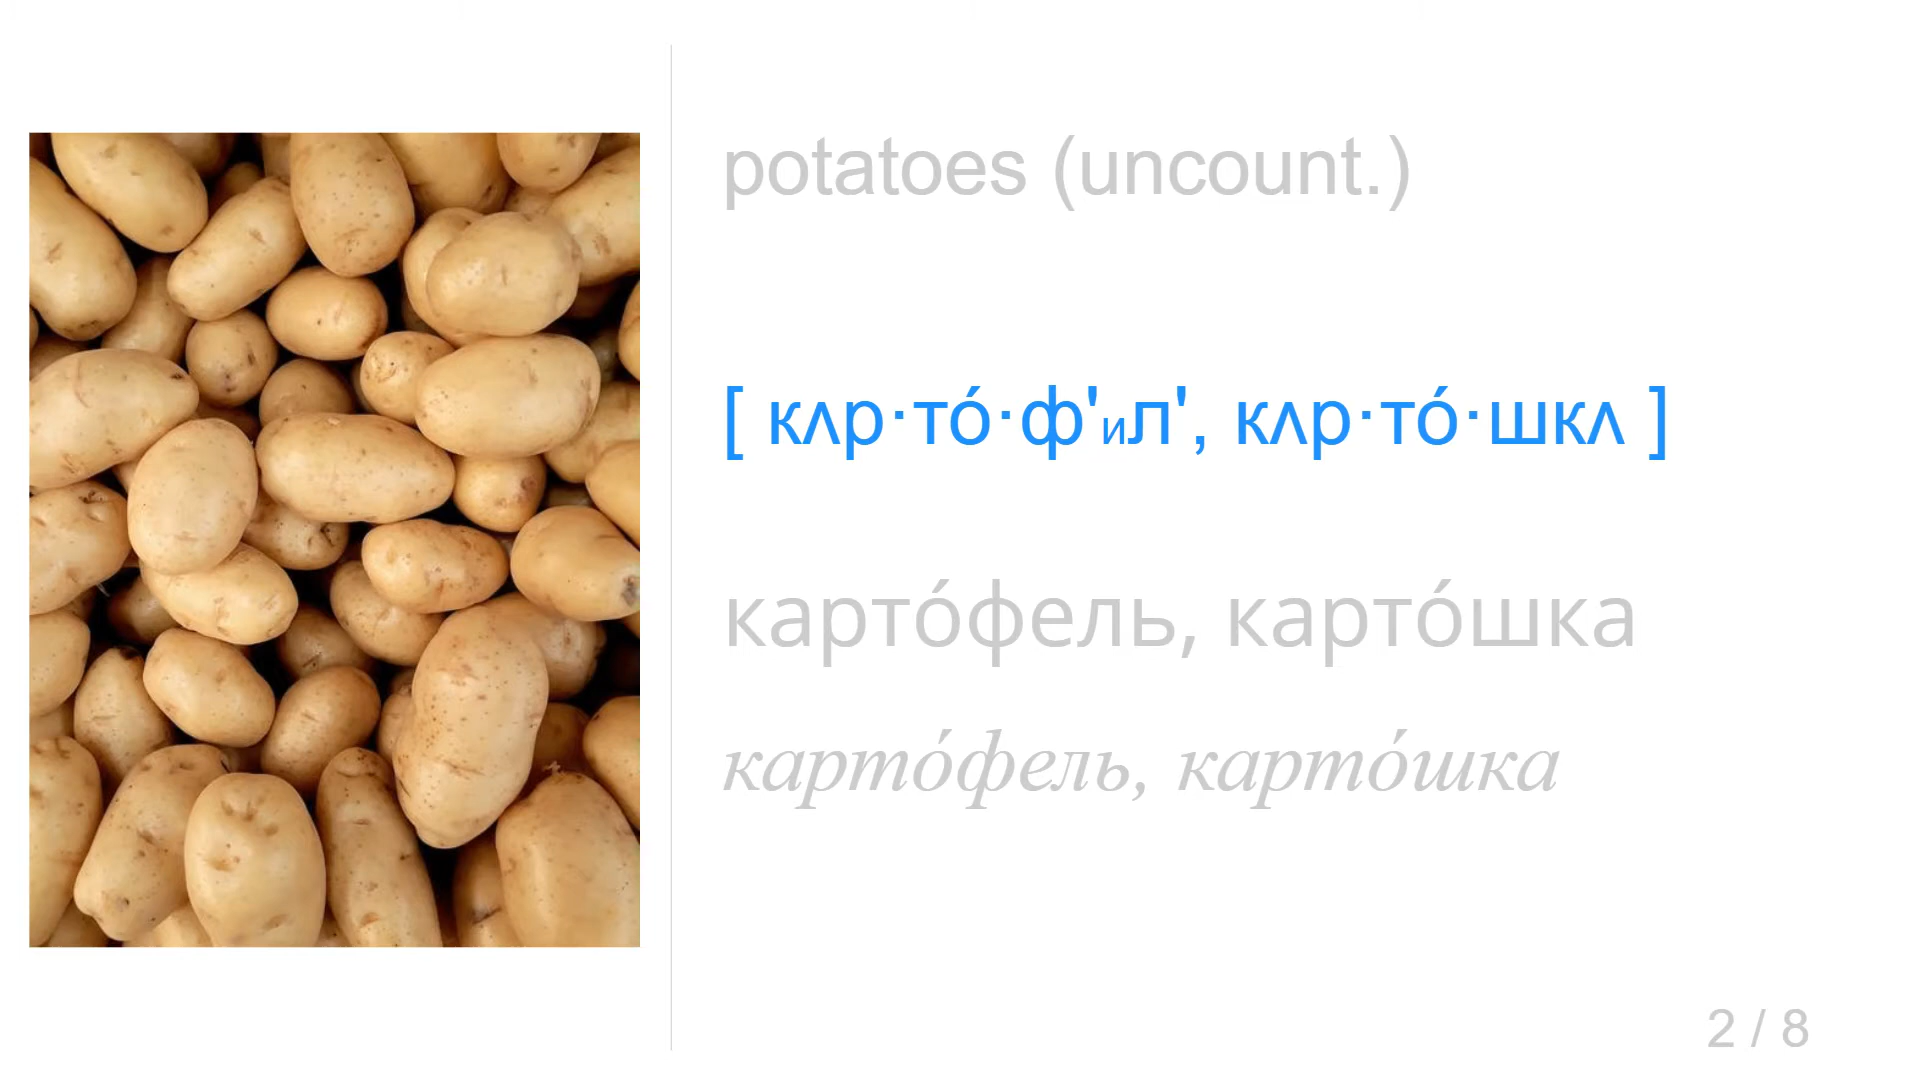 potatoes (uncount.)
[ кʌр·то́·ф'ил', кʌр·то́·шкʌ ]
карто́фель, карто́шка
карто́фель, карто́шка
2 / 8